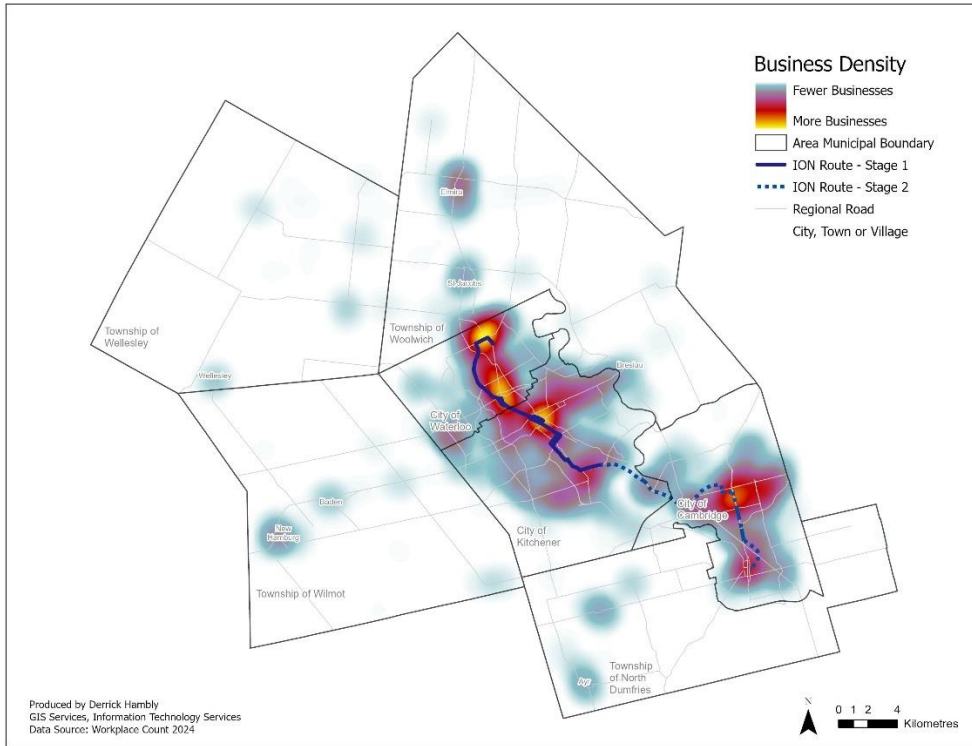 Business Density
Fewer Businesses
More Businesses
Area Municipal Boundary
ION Route - Stage 1
ION Route - Stage 2
Regional Road
City, Town or Village
Elmira
St Jacobs
Township of
Wellesley
Township of
Woolwich
Wellesley
Breslau
City of
Waterloo
City of
Cambridge
Baden
New
Hamburg
City of
Kitchener
Township of Wilmot
Ayr
Township
of North
Dumfries
Produced by Derrick Hambly
GIS Services, Information Technology Services
Data Source: Workplace Count 2024
N
0 1 2 4
Kilometres